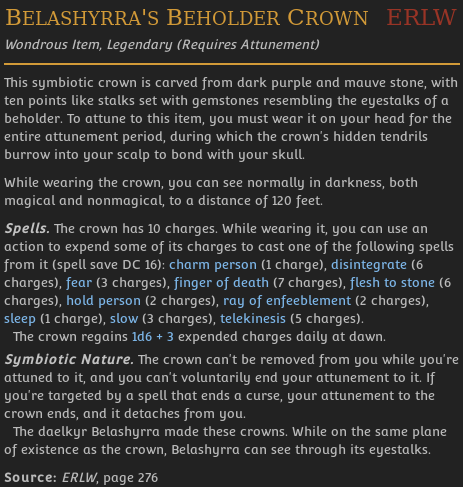 Belashyrra's Beholder Crown ERLW
Wondrous Item, Legendary (Requires Attunement)
This symbiotic crown is carved from dark purple and mauve stone, with
ten points like stalks set with gemstones resembling the eyestalks of a
beholder. To attune to this item, you must wear it on your head for the
entire attunement period, during which the crown's hidden tendrils
burrow into your scalp to bond with your skull.
While wearing the crown, you can see normally in darkness, both
magical and nonmagical, to a distance of 120 feet.
Spells. The crown has 10 charges. While wearing it, you can use an
action to expend some of its charges to cast one of the following spells
from it (spell save DC 16): charm person (1 charge), disintegrate (6
charges), fear (3 charges), finger of death (7 charges), flesh to stone (6
charges), hold person (2 charges), ray of enfeeblement (2 charges),
sleep (1 charge), slow (3 charges), telekinesis (5 charges).
The crown regains 1d6 + 3 expended charges daily at dawn.
Symbiotic Nature. The crown can't be removed from you while you're
attuned to it, and you can't voluntarily end your attunement to it. If
you're targeted by a spell that ends a curse, your attunement to the
crown ends, and it detaches from you.
The daelkyr Belashyrra made these crowns. While on the same plane
of existence as the crown, Belashyrra can see through its eyestalks.
Source: ERLW, page 276